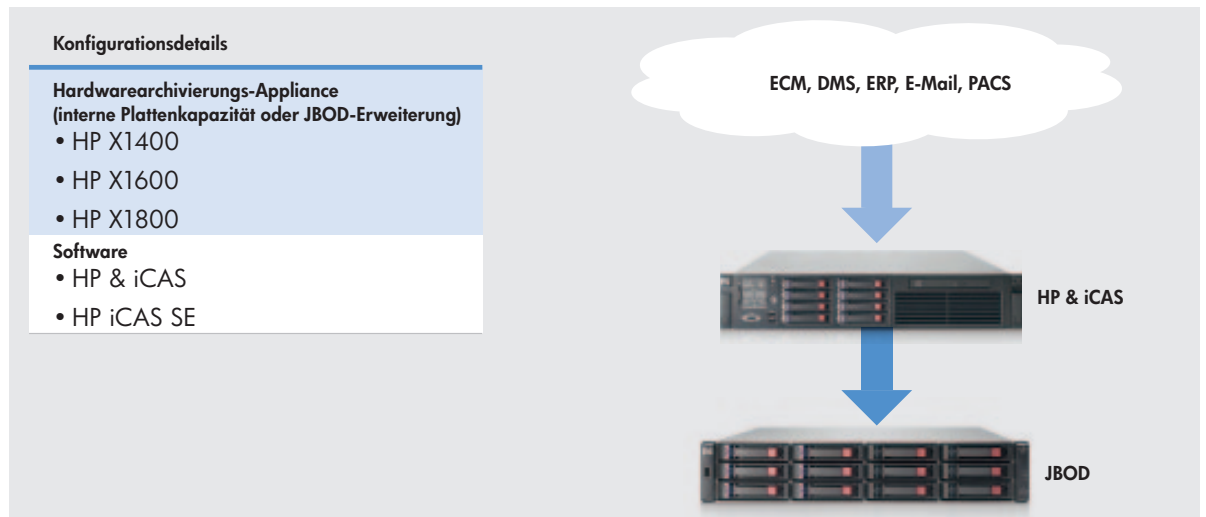 Konfigurationsdetails
Hardwarearchivierungs-Appliance
(interne Plattenkapazität oder JBOD-Erweiterung)
• HP X1400
• HP X1600
• HP X1800
Software
• HP & iCAS
• HP iCAS SE
ECM, DMS, ERP, E-Mail, PACS
HP & iCAS
JBOD